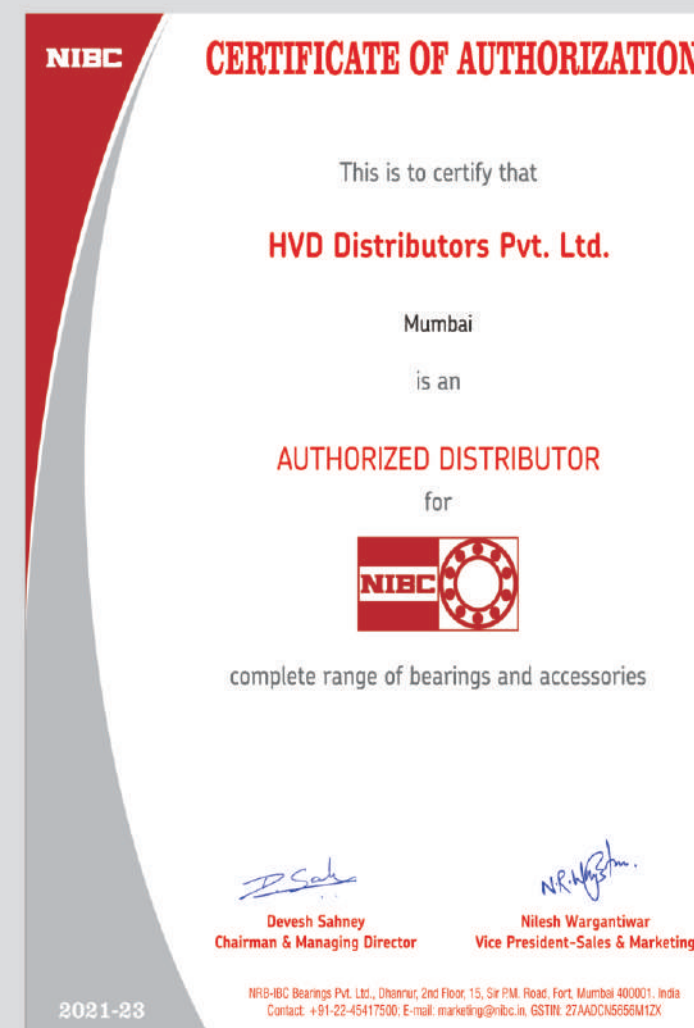 NIBC
CERTIFICATE OF AUTHORIZATION
This is to certify that
HVD Distributors Pvt. Ltd.
Mumbai
is an
AUTHORIZED DISTRIBUTOR
for
NIBC
complete range of bearings and accessories
Devesh Sahney
Chairman & Managing Director
Nilesh Wargantiwar
Vice President-Sales & Marketing
NRB-IBC Bearings Pvt. Ltd., Dhannur, 2nd Floor, 15, Sir P.M. Road, Fort, Mumbai 400001. India
Contact: +91-22-45417500; E-mail: marketing@nibc.in, GSTIN: 27AADCN5656M1ZX
2021-23